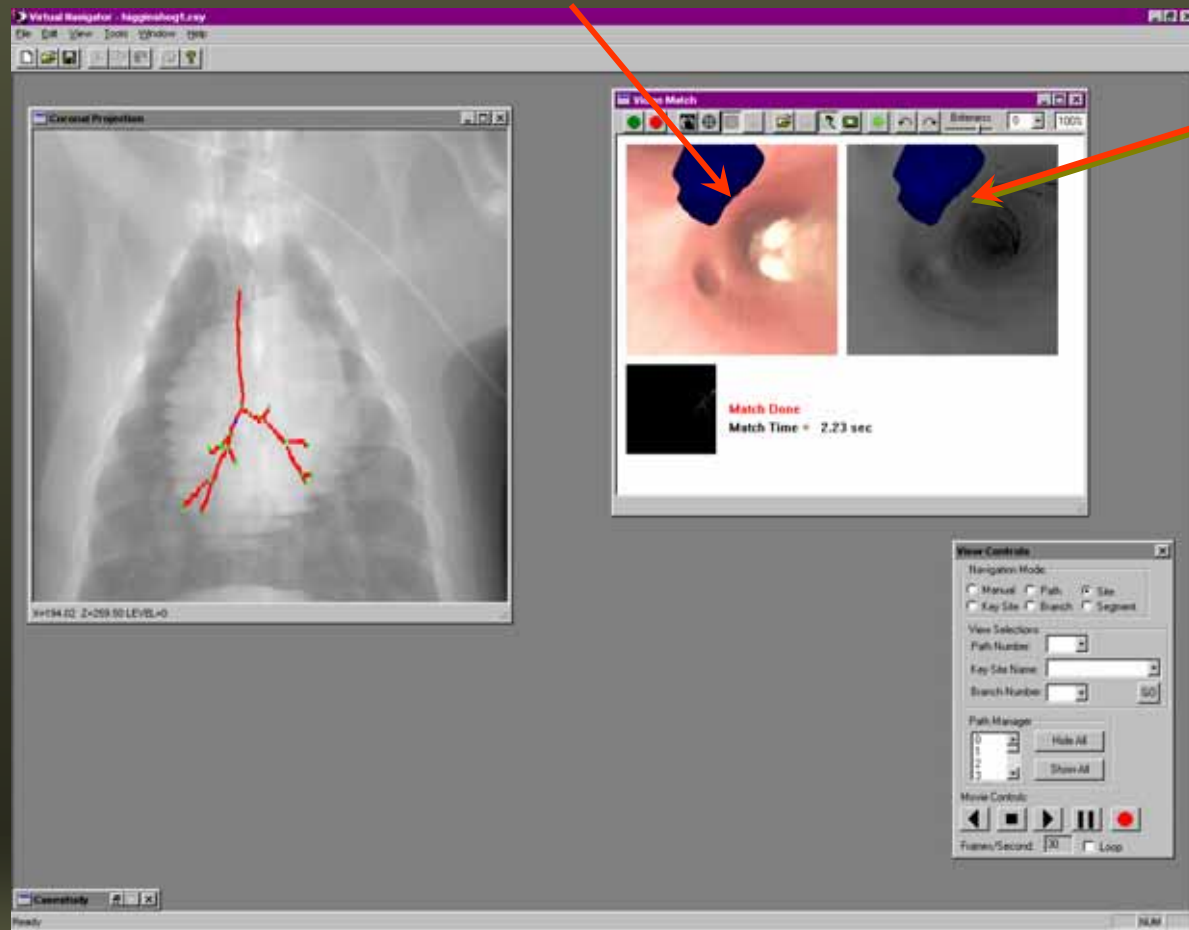 Virtual Navigator - higginshog1.csy
File Edit View Tools Window Help
Coronal Projection
X=194.02 Z=259.50 LEVEL=0
Video Match
Briteness
0
100%
Match Done
Match Time = 2.23 sec
View Controls
Navigation Mode
Manual Path Site
Key Site Branch Segment
View Selections
Path Number
Key Site Name
Branch Number GO
Path Manager
0
1
2
3
Hide All
Show All
Movie Controls
Frames/Second 30 Loop
Casestudy
Ready
NUM